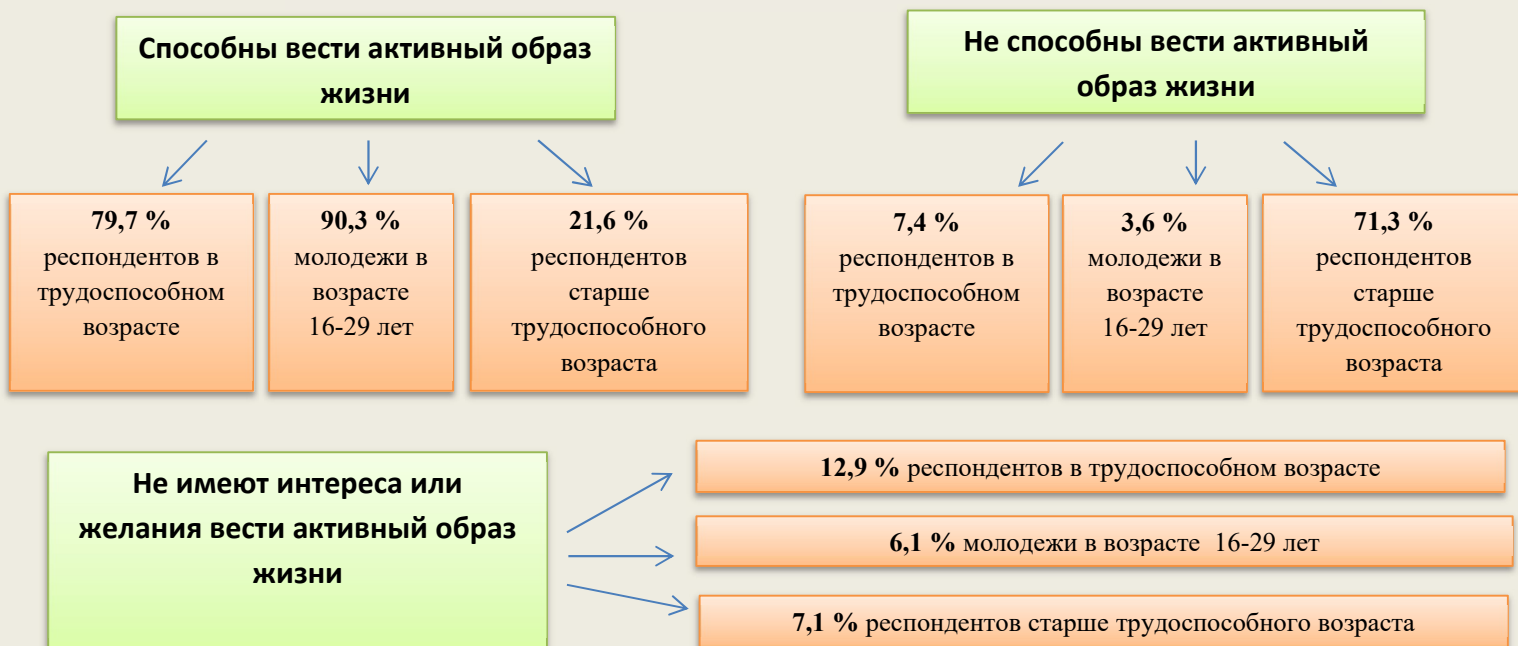 Способны вести активный образ
жизни
Не способны вести активный
образ жизни
79,7 %
респондентов в
трудоспособном
возрасте
90,3 %
молодежи в
возрасте
16-29 лет
21,6 %
респондентов
старше
трудоспособного
возраста
7,4 %
респондентов в
трудоспособном
возрасте
3,6 %
молодежи в
возрасте
16-29 лет
71,3 %
респондентов
старше
трудоспособного
возраста
Не имеют интереса или
желания вести активный образ
жизни
12,9 % респондентов в трудоспособном возрасте
6,1 % молодежи в возрасте 16-29 лет
7,1 % респондентов старше трудоспособного возраста